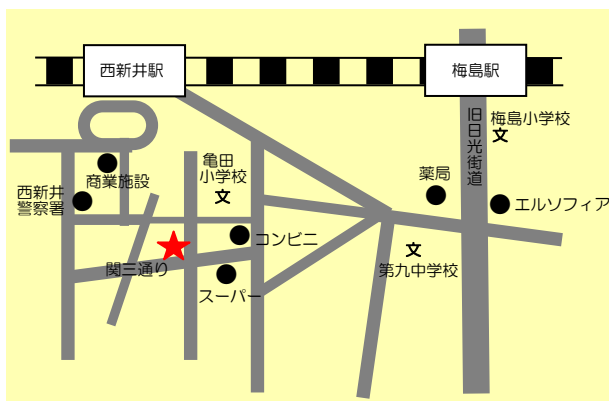 西新井駅
梅島駅
旧日光街道
梅島小学校
文
亀田
小学校
文
薬局
商業施設
西新井
警察署
エルソフィア
コンビニ
文
第九中学校
関三通り
スーパー